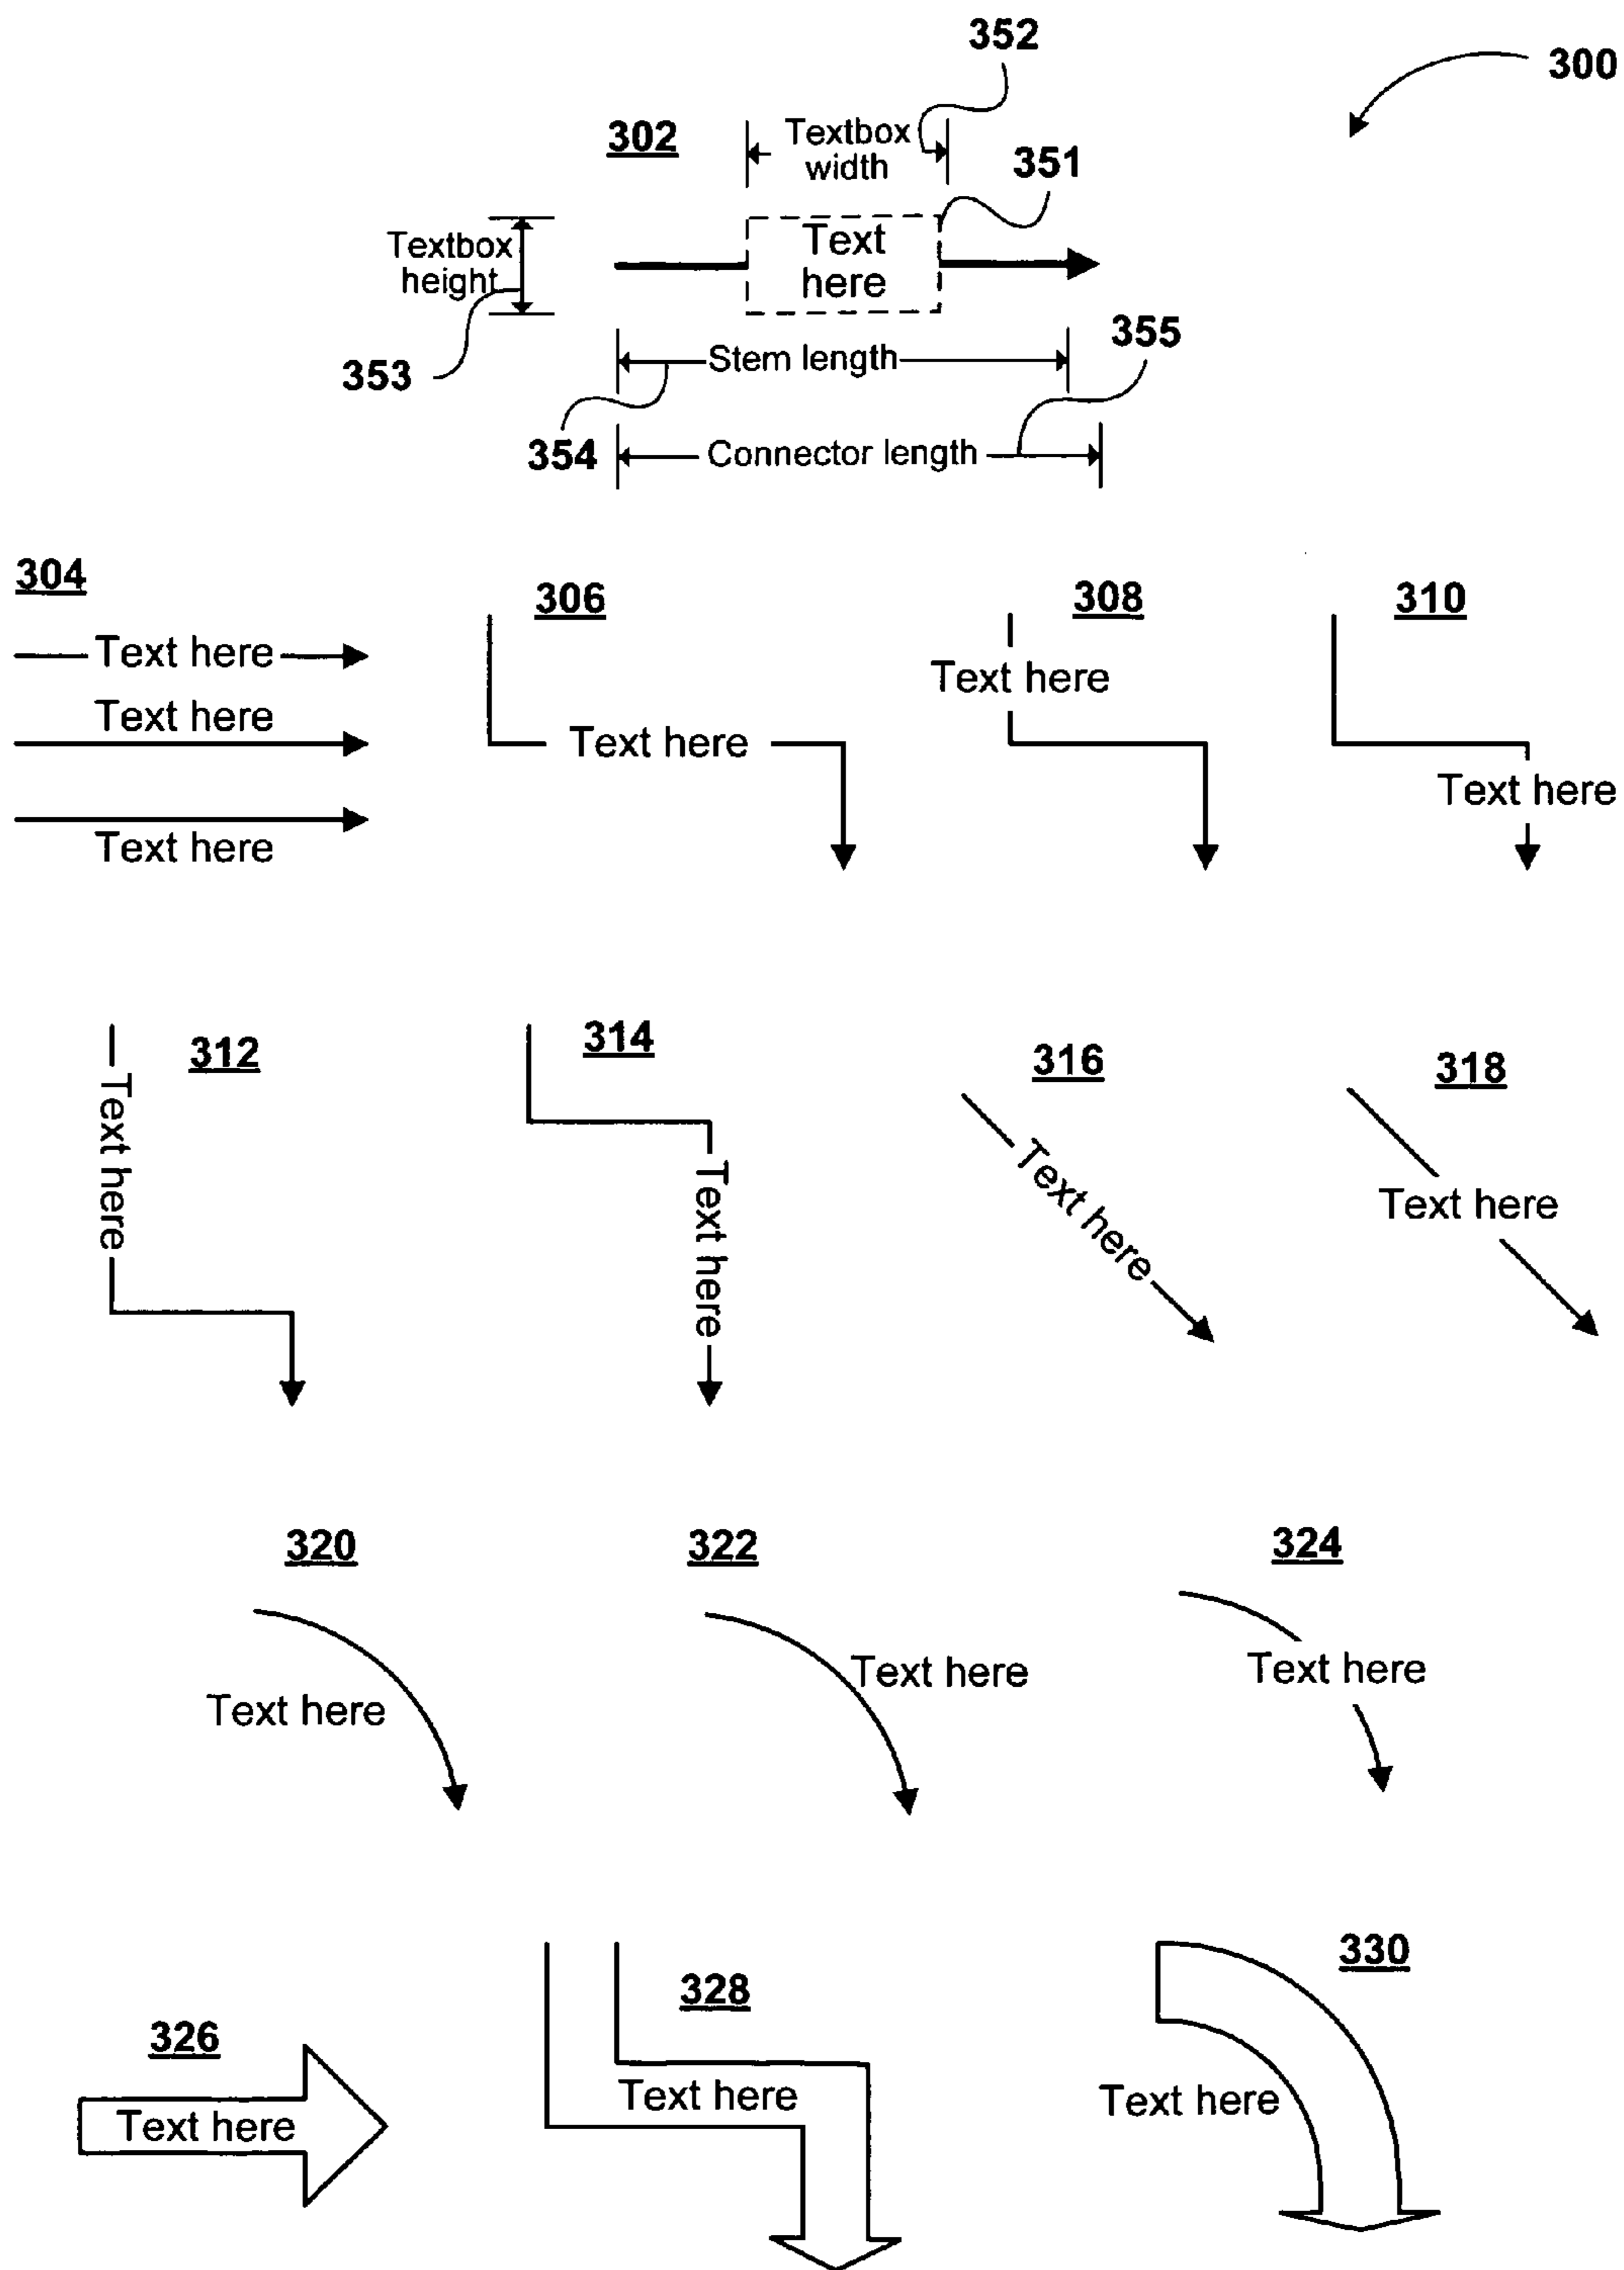 352
300
302
Textbox
width
351
Textbox
height
Text
here
353
Stem length
355
354
Connector length
304
306
308
310
Text here
Text here
Text here
Text here
Text here
Text here
Text here
312
314
316
318
Text here
Text here
Text here
Text here
320
322
324
Text here
Text here
Text here
326
328
330
Text here
Text here
Text here